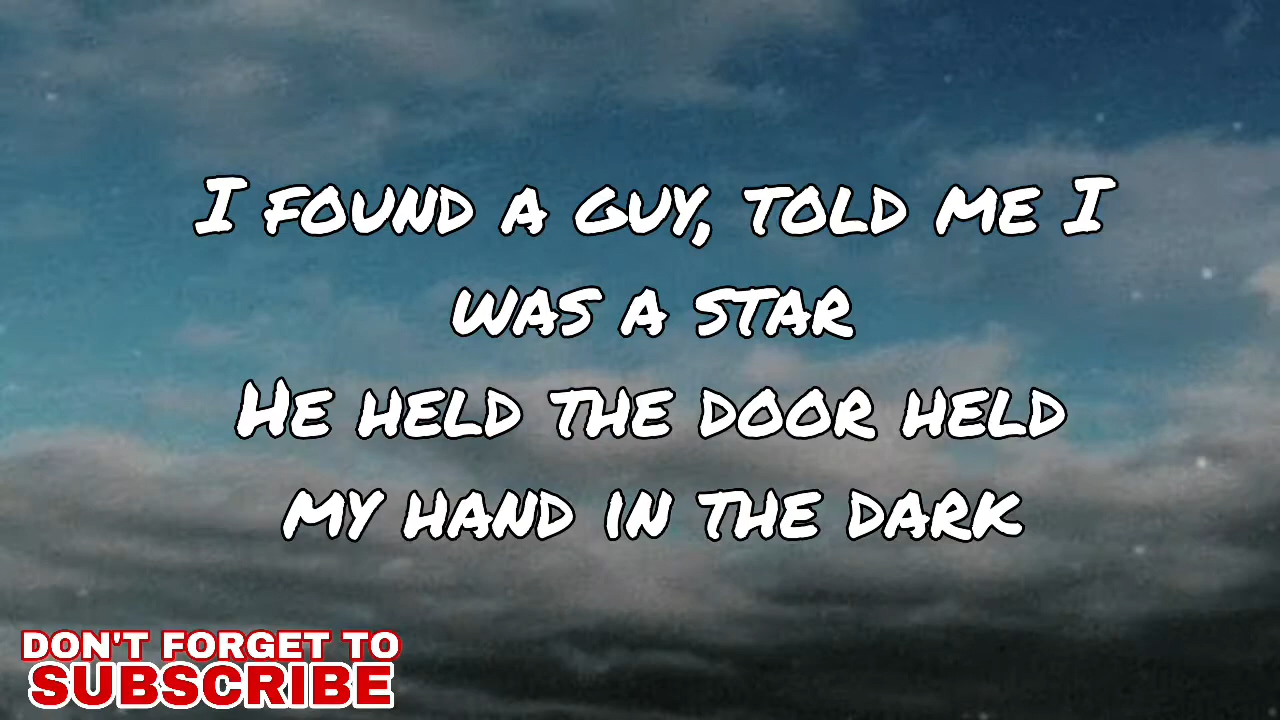 I found a guy, told me I
was a star
He held the door held
my hand in the dark
DON'T FORGET TO
SUBSCRIBE